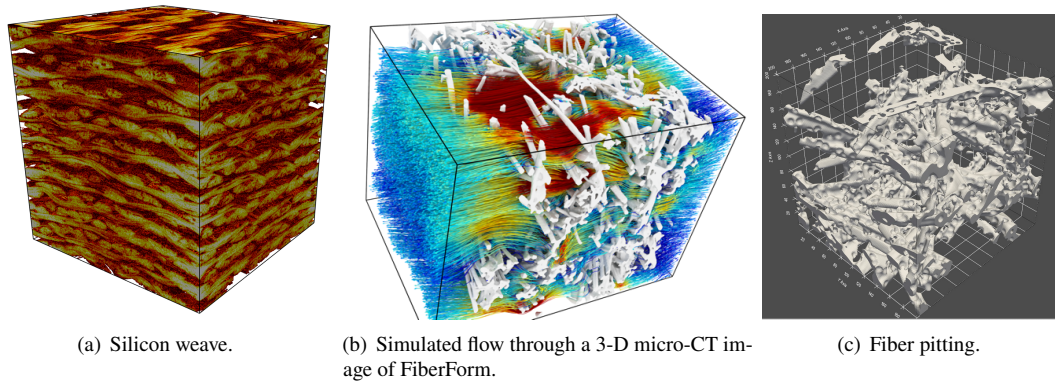 (a) Silicon weave.
(b) Simulated flow through a 3-D micro-CT im-
age of FiberForm.
(c) Fiber pitting.